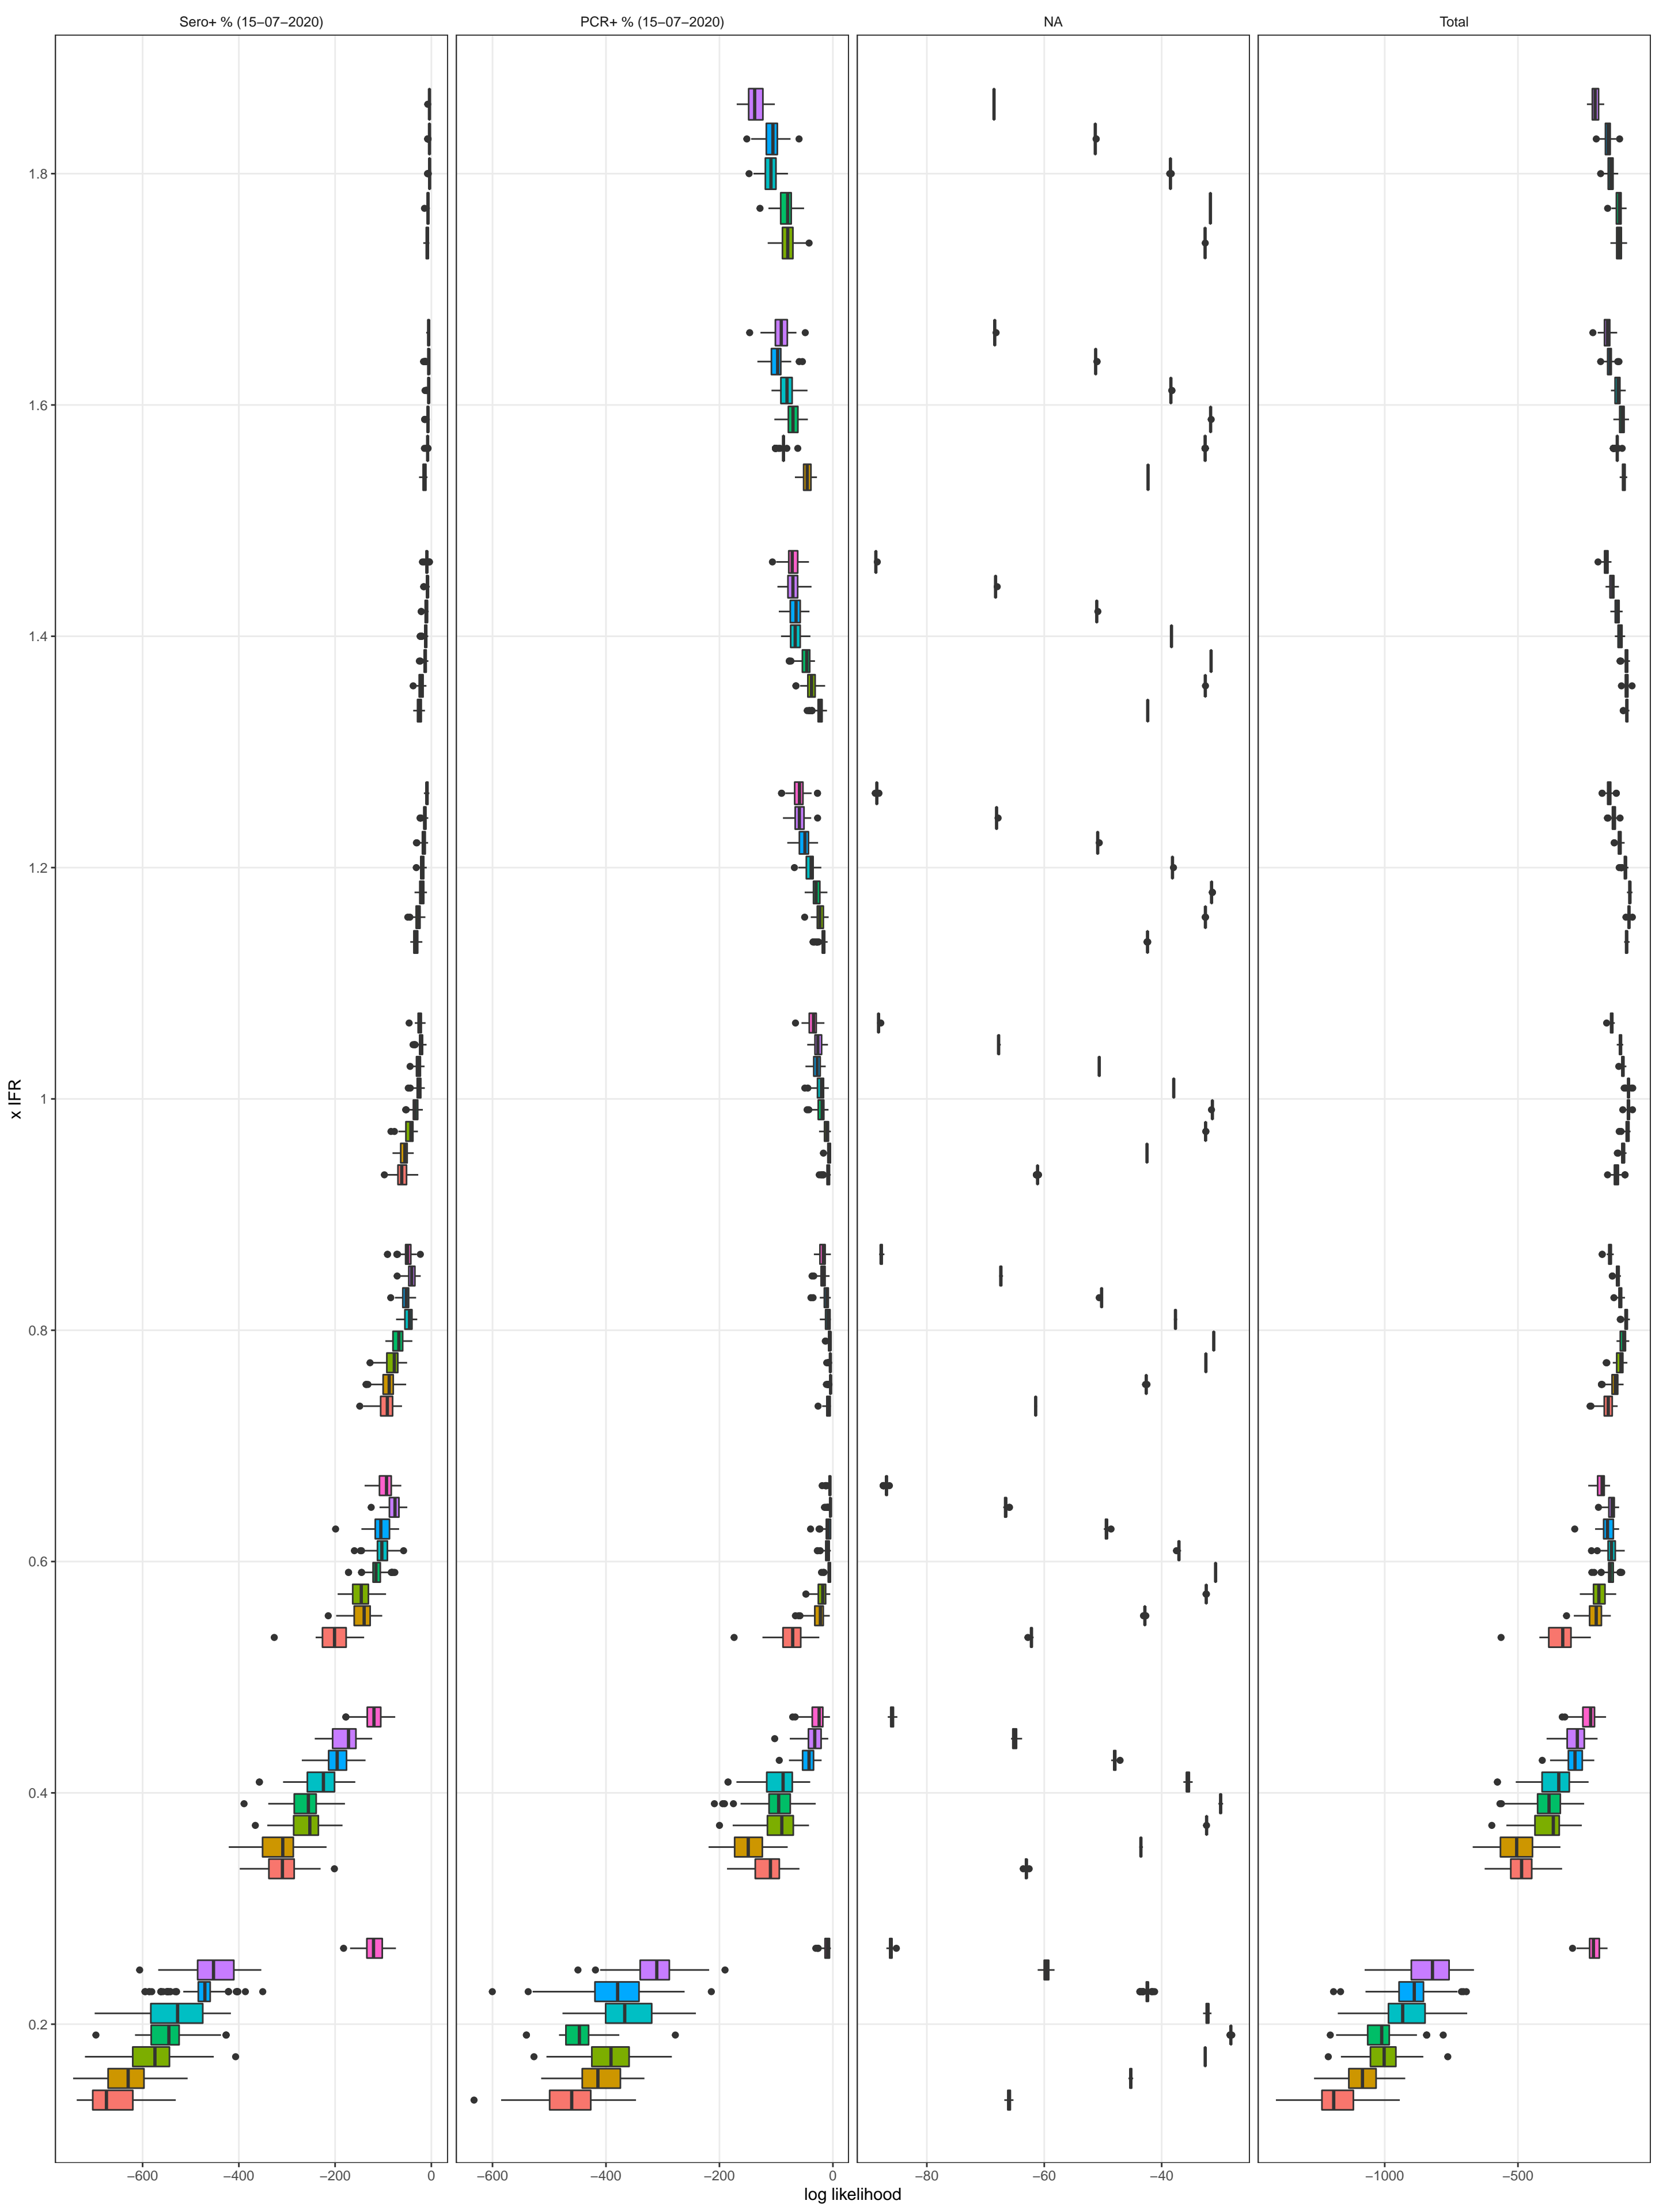 Sero+ % (15−07−2020) PCR+ % (15−07−2020) NA Total
1.8
1.6
1.4
1.2
x IFR
1
0.8
0.6
0.4
0.2
−600 −400 −200 0 −600 −400 −200 0 −80 −60 −40 −1000 −500
log likelihood